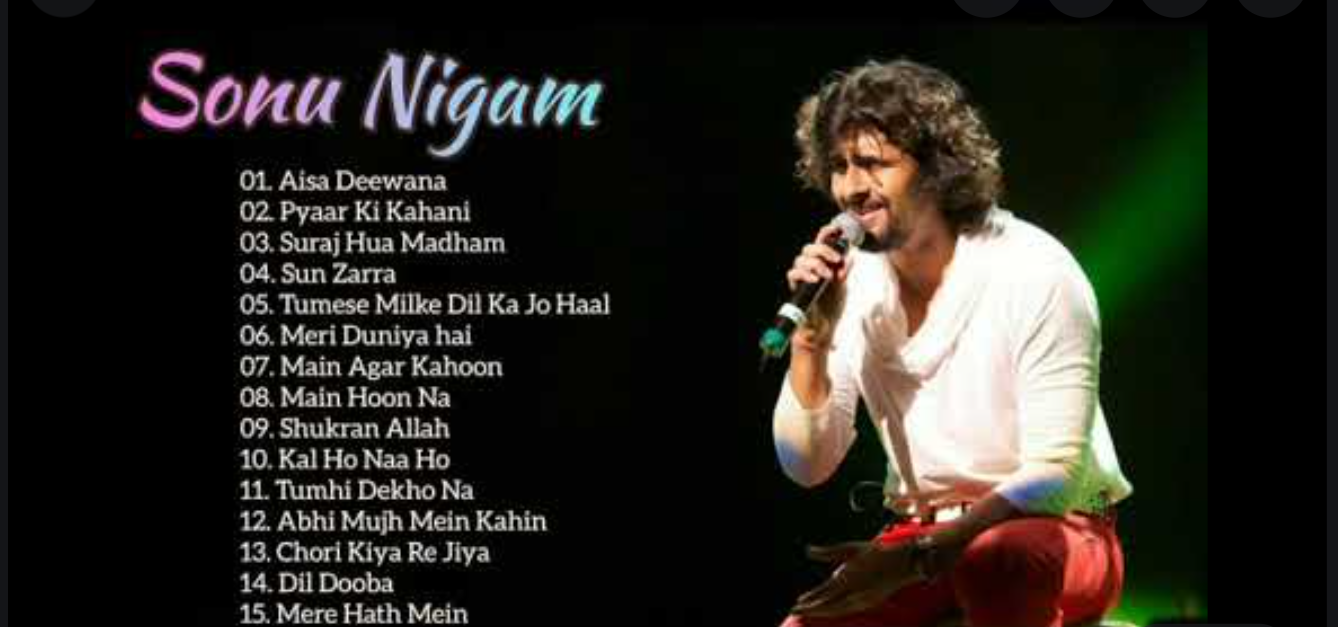 Sonu Nigam
01. Aisa Deewana
02. Pyaar Ki Kahani
03. Suraj Hua Madham
04. Sun Zarra
05. Tumese Milke Dil Ka Jo Haal
06. Meri Duniya hai
07. Main Agar Kahoon
08. Main Hoon Na
09. Shukran Allah
10. Kal Ho Naa Ho
11. Tumhi Dekho Na
12. Abhi Mujh Mein Kahin
13. Chori Kiya Re Jiya
14. Dil Dooba
15. Mere Hath Mein